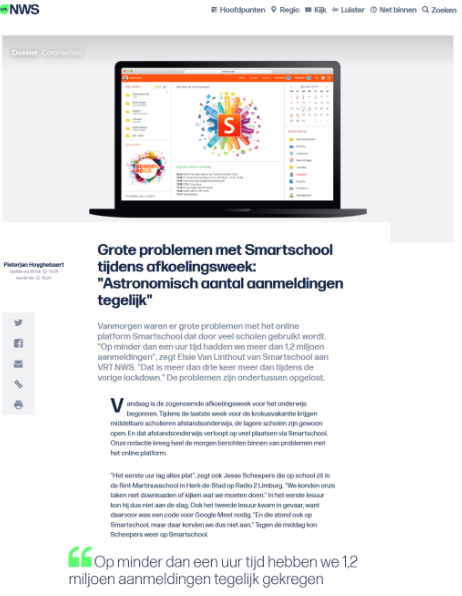 vrt NWS
Hoofdpunten Regio Kijk Luister Net binnen Zoeken
Dossier Coronacrisis
S
Grote problemen met Smartschool
tijdens afkoelingsweek:
"Astronomisch aantal aanmeldingen
tegelijk"
Pieterjan Huyghebaert
Vanmorgen waren er grote problemen met het online
platform Smartschool dat door veel scholen gebruikt wordt.
"Op minder dan een uur tijd hadden we meer dan 1,2 miljoen
aanmeldingen", zegt Elsie Van Linthout van Smartschool aan
VRT NWS. "Dat is meer dan drie keer meer dan tijdens de
vorige lockdown." De problemen zijn ondertussen opgelost.
Vandaag is de zogenoemde afkoelingsweek voor het onderwijs
begonnen. Tijdens de laatste week voor de krokusvakantie krijgen
middelbare scholieren afstandsonderwijs, de lagere scholen zijn gewoon
open. En dat afstandsonderwijs verloopt op veel plaatsen via Smartschool.
Onze redactie kreeg heel de morgen berichten binnen van problemen met
het online platform.
"Het eerste uur lag alles plat", zegt ook Jesse Scheepers die op school zit in
de Sint-Martinusschool in Herk-de-Stad op Radio 2 Limburg. "We konden onze
taken niet downloaden of kijken wat we moeten doen." In het eerste lesuur
kon hij dus niet aan de slag. Ook het tweede lesuur kwam in gevaar, want
daarvoor was een code voor Google Meet nodig. "En die stond ook op
Smartschool, maar daar konden we dus niet aan." Tegen de middag kon
Scheepers weer op Smartschool.
Op minder dan een uur tijd hebben we 1,2
miljoen aanmeldingen tegelijk gekregen